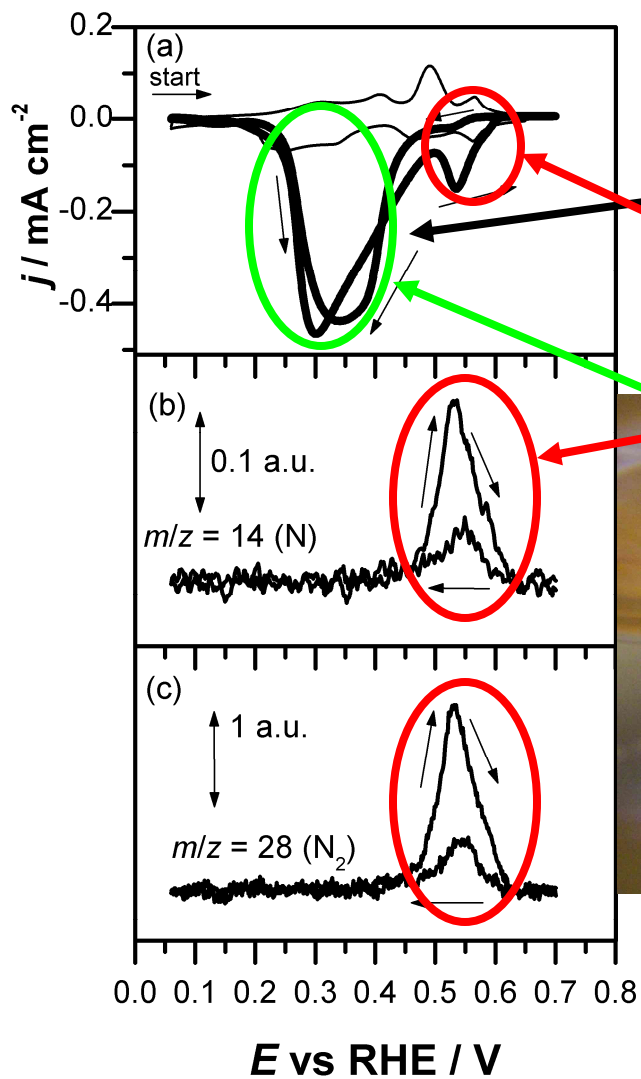 0.2
(a)
start
0.0
-0.2
-0.4
j / mA cm-2
(b)
0.1 a.u.
m/z = 14 (N)
(c)
1 a.u.
m/z = 28 (N2)
0.0 0.1 0.2 0.3 0.4 0.5 0.6 0.7 0.8
E vs RHE / V